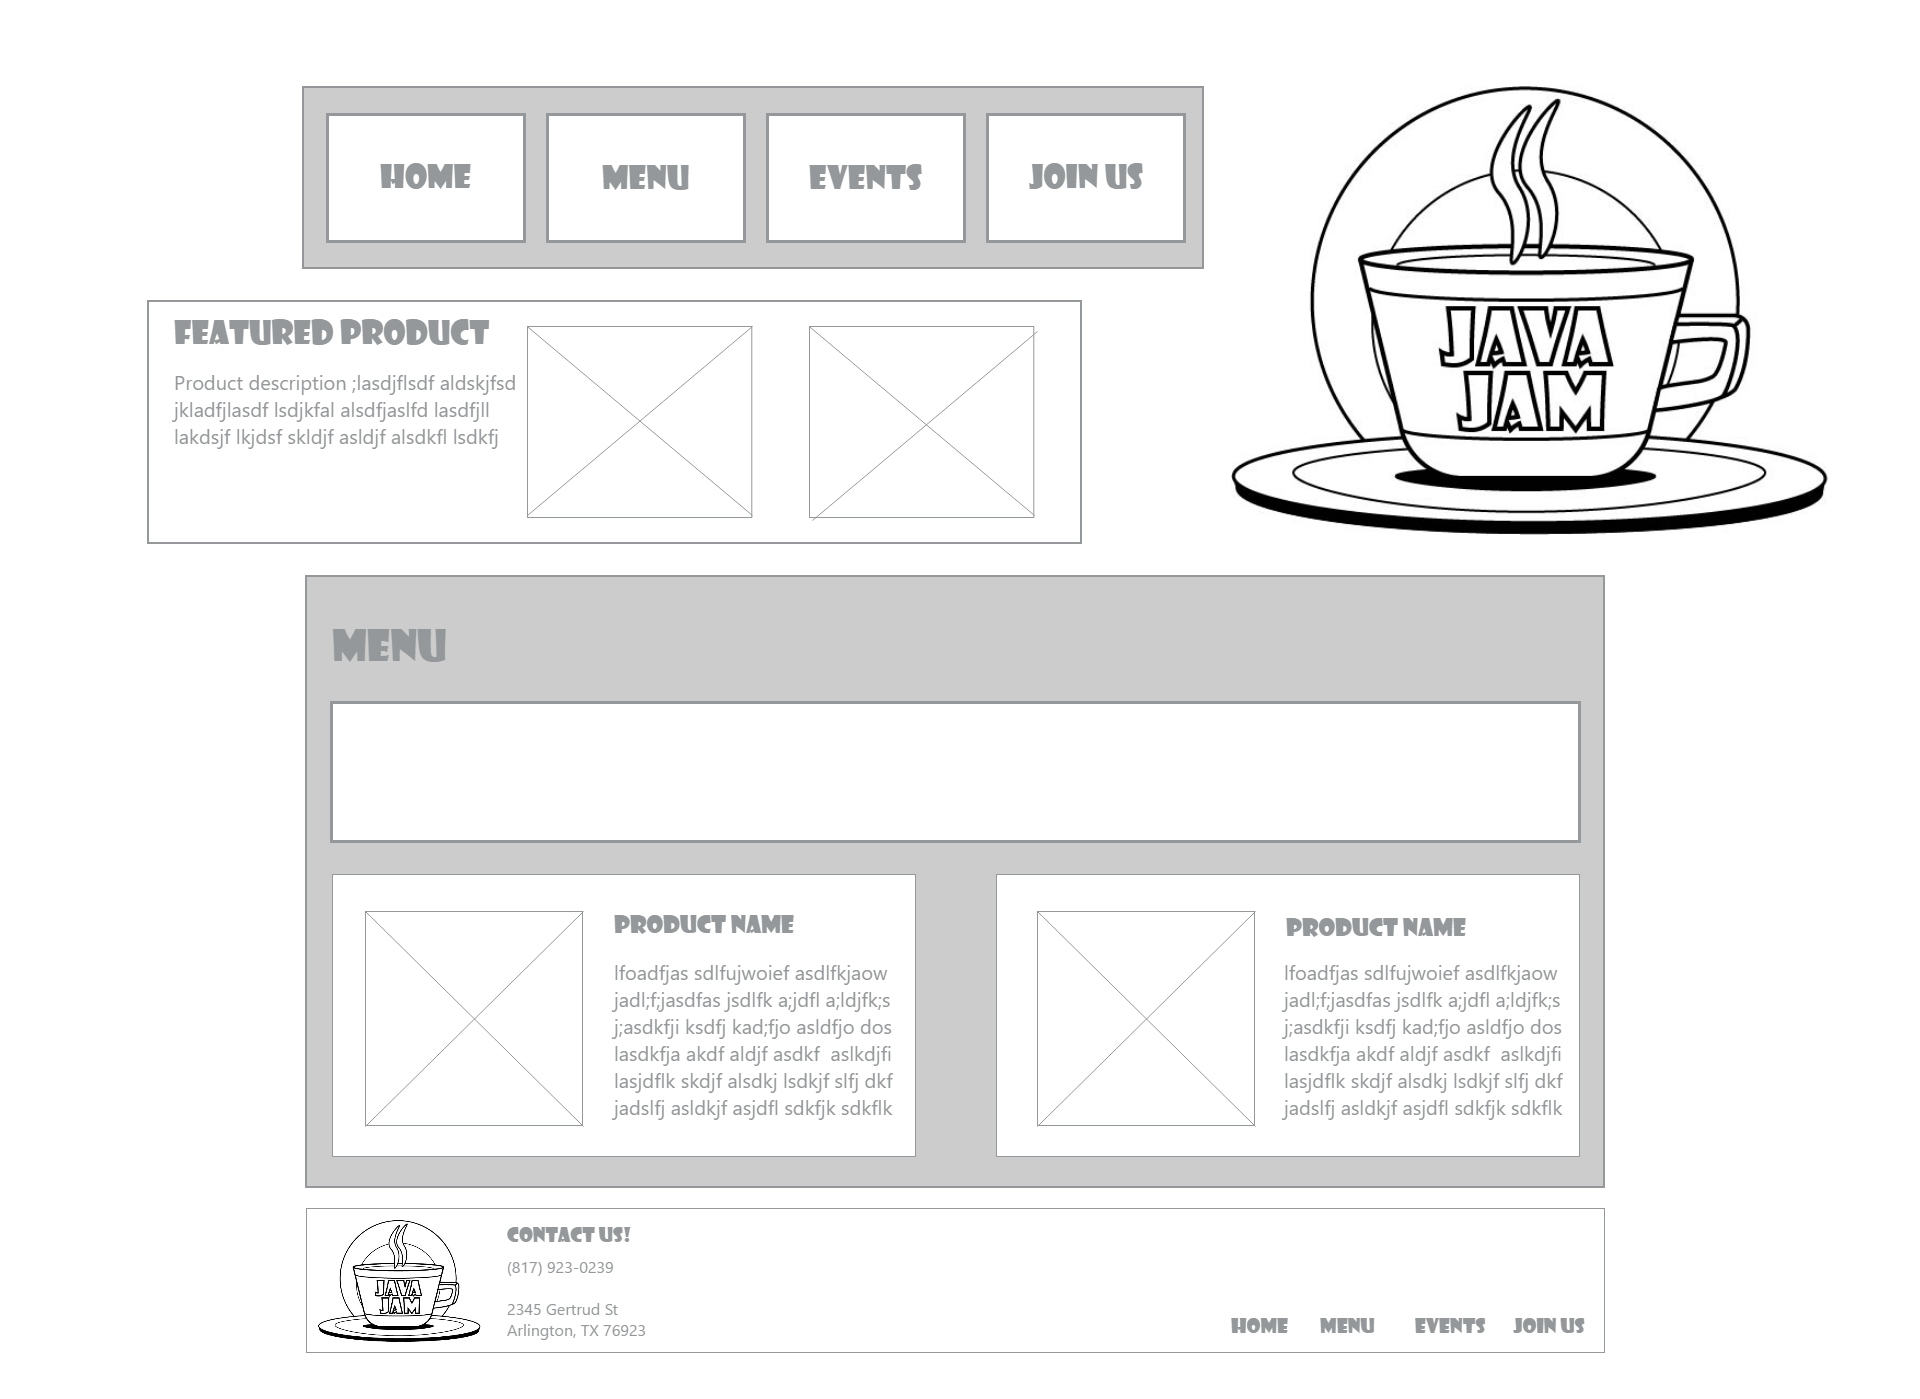 HOME
MENU
EVENTS
JOIN US
JAVA
JAM
FEATURED PRODUCT
Product description ;lasdjflsdf aldskjfsd
jkladfjlasdf lsdjkfal alsdfjaslfd lasdfjll
lakdsjf lkjdsf skldjf asldjf alsdkfl lsdkfj
MENU
PRODUCT NAME
lfoadfjas sdlfujwoief asdlfkjaow
jadl;f;jasdfas jsdlfk a;jdfl a;ldjfk;s
j;asdkfji ksdfj kad;fjo asldfjo dos
lasdkfja akdf aldjf asdkf  aslkdjfi
lasjdflk skdjf alsdkj lsdkjf slfj dkf
jadslfj asldkjf asjdfl sdkfjk sdkflk
PRODUCT NAME
lfoadfjas sdlfujwoief asdlfkjaow
jadl;f;jasdfas jsdlfk a;jdfl a;ldjfk;s
j;asdkfji ksdfj kad;fjo asldfjo dos
lasdkfja akdf aldjf asdkf  aslkdjfi
lasjdflk skdjf alsdkj lsdkjf slfj dkf
jadslfj asldkjf asjdfl sdkfjk sdkflk
JAVA
JAM
CONTACT US!
(817) 923-0239
2345 Gertrud St
Arlington, TX 76923
HOME
MENU
EVENTS
JOIN US